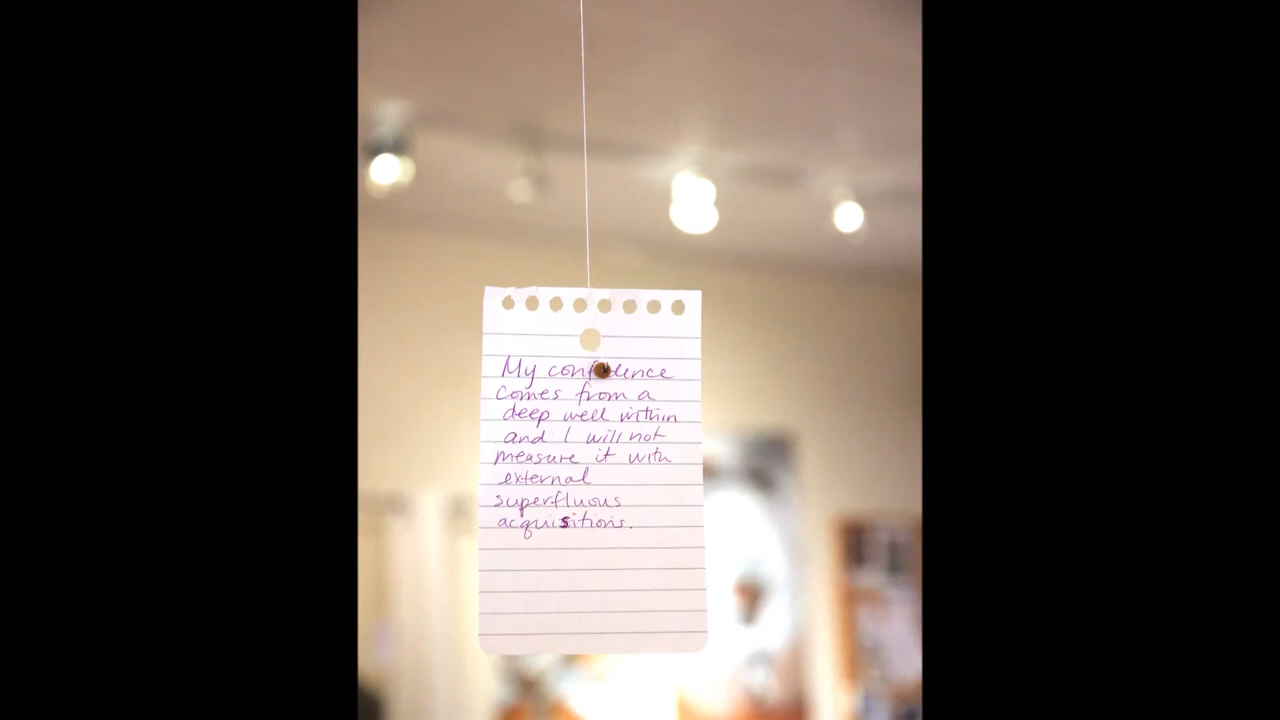 My confidence
comes from a
deep well within
and I will not
measure it with
external
superfluous
acquisitions.